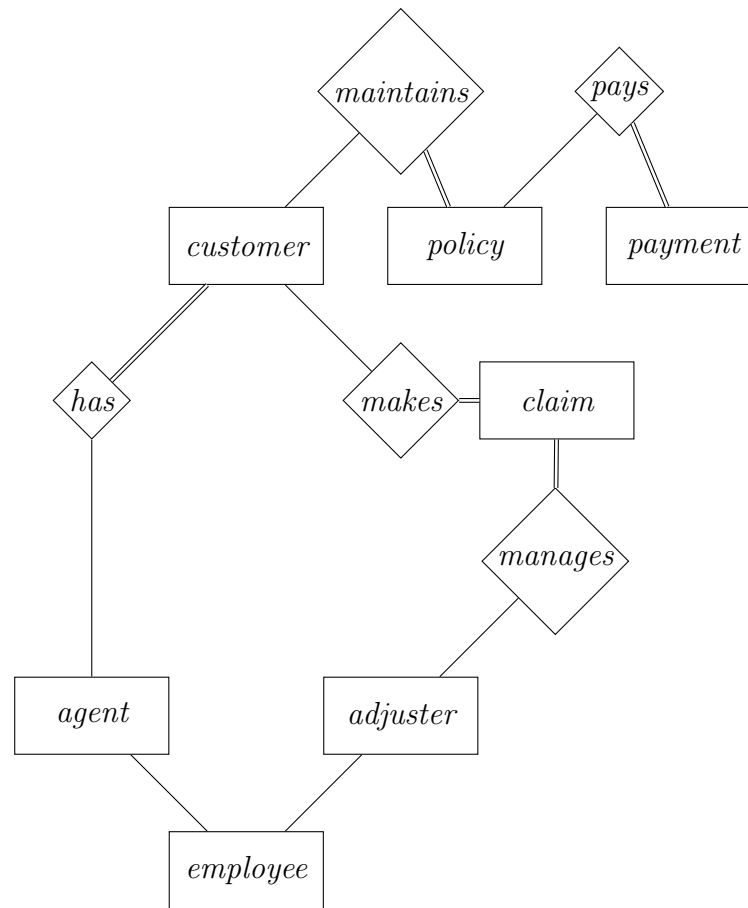 maintains
pays
customer
policy
payment
has
makes
claim
manages
agent
adjuster
employee